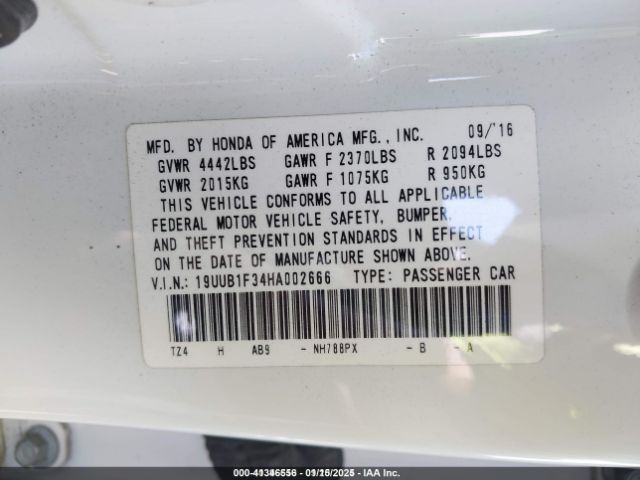 MFD. BY HONDA OF AMERICA MFG., INC. 09/'16
GVWR 4442LBS GAWR F 2370LBS R 2094LBS
GVWR 2015KG GAWR F 1075KG R 950KG
THIS VEHICLE CONFORMS TO ALL APPLICABLE
FEDERAL MOTOR VEHICLE SAFETY, BUMPER,
AND THEFT PREVENTION STANDARDS IN EFFECT
ON THE DATE OF MANUFACTURE SHOWN ABOVE.
V.I.N.: 19UUB1F34HA002666 TYPE: PASSENGER CAR
TZ4 H AB9 - NH788PX - B - A